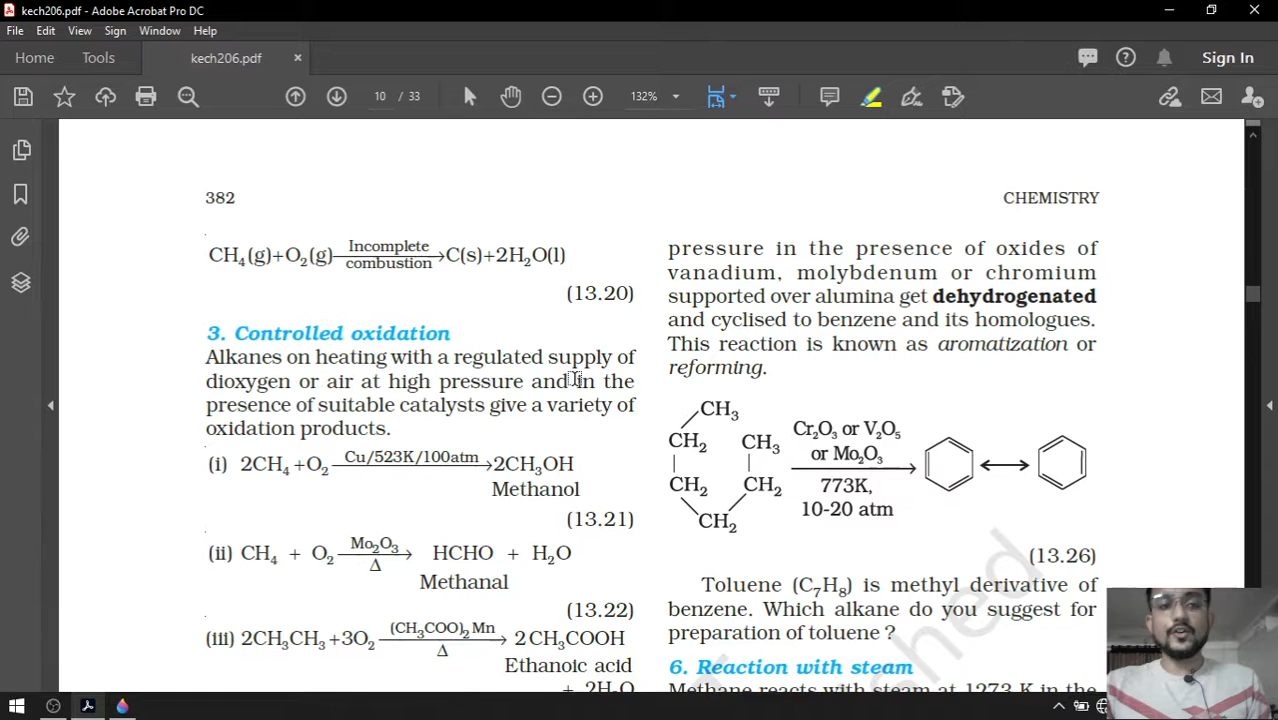 kech206.pdf - Adobe Acrobat Pro DC
File Edit View Sign Window Help
Home Tools kech206.pdf × Sign In
10 / 33 132%
382 CHEMISTRY
CH₄(g)+O₂(g) Incomplete combustion → C(s)+2H₂O(l)
(13.20)
3. Controlled oxidation
Alkanes on heating with a regulated supply of
dioxygen or air at high pressure and in the
presence of suitable catalysts give a variety of
oxidation products.
(i) 2CH₄ +O₂ Cu/523K/100atm → 2CH₃OH
Methanol
(13.21)
(ii) CH₄ + O₂ Mo₂O₃ Δ → HCHO + H₂O
Methanal
(13.22)
(iii) 2CH₃CH₃ +3O₂ (CH₃COO)₂ Mn Δ → 2 CH₃COOH
Ethanoic acid
+ 2H₂O
pressure in the presence of oxides of
vanadium, molybdenum or chromium
supported over alumina get dehydrogenated
and cyclised to benzene and its homologues.
This reaction is known as aromatization or
reforming.
CH₃
CH₂ CH₃
CH₂ CH₂
CH₂
Cr₂O₃ or V₂O₅
or Mo₂O₃
773K,
10-20 atm
(13.26)
Toluene (C₇H₈) is methyl derivative of
benzene. Which alkane do you suggest for
preparation of toluene ?
6. Reaction with steam
Methane reacts with steam at 1273 K in the